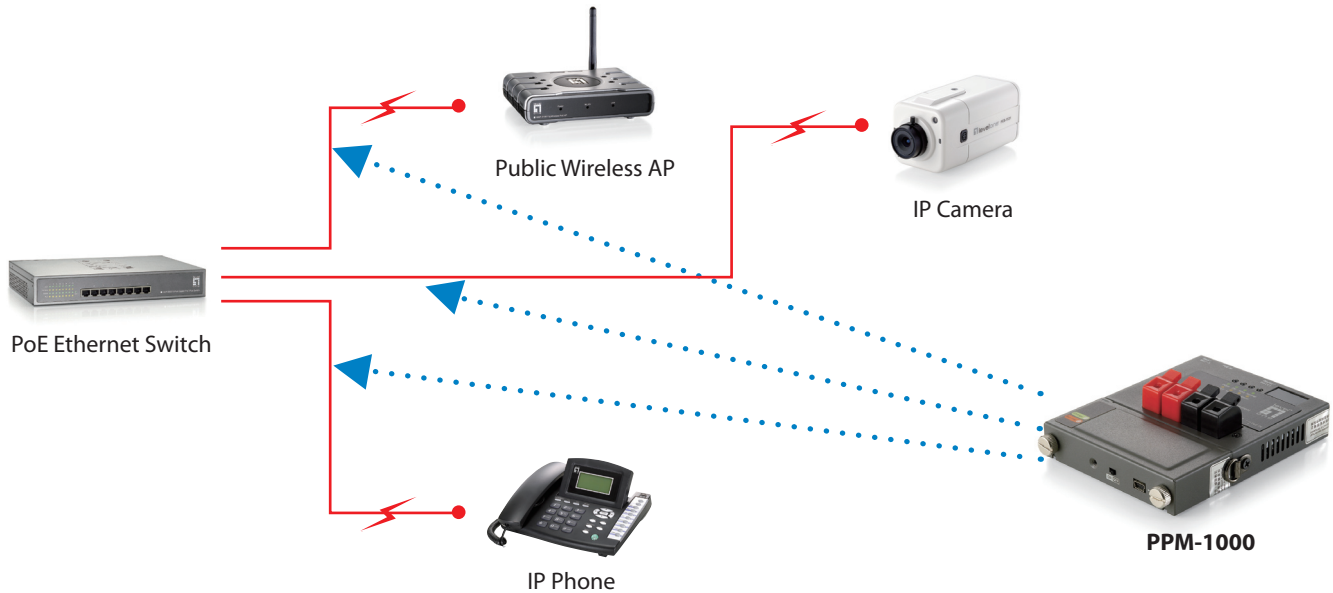 Public Wireless AP
IP Camera
PoE Ethernet Switch
IP Phone
PPM-1000